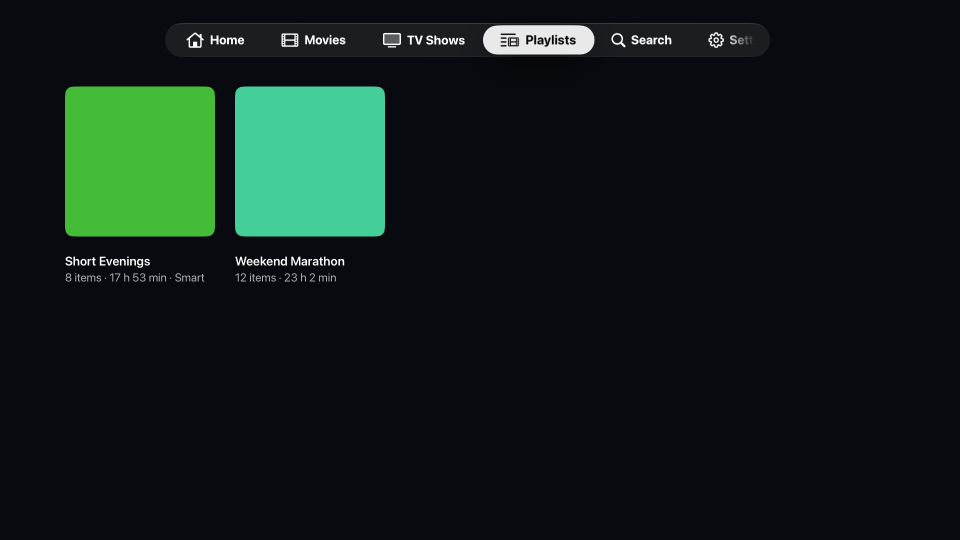 Home Movies TV Shows Playlists Search Sett
Short Evenings
8 items · 17 h 53 min · Smart
Weekend Marathon
12 items · 23 h 2 min